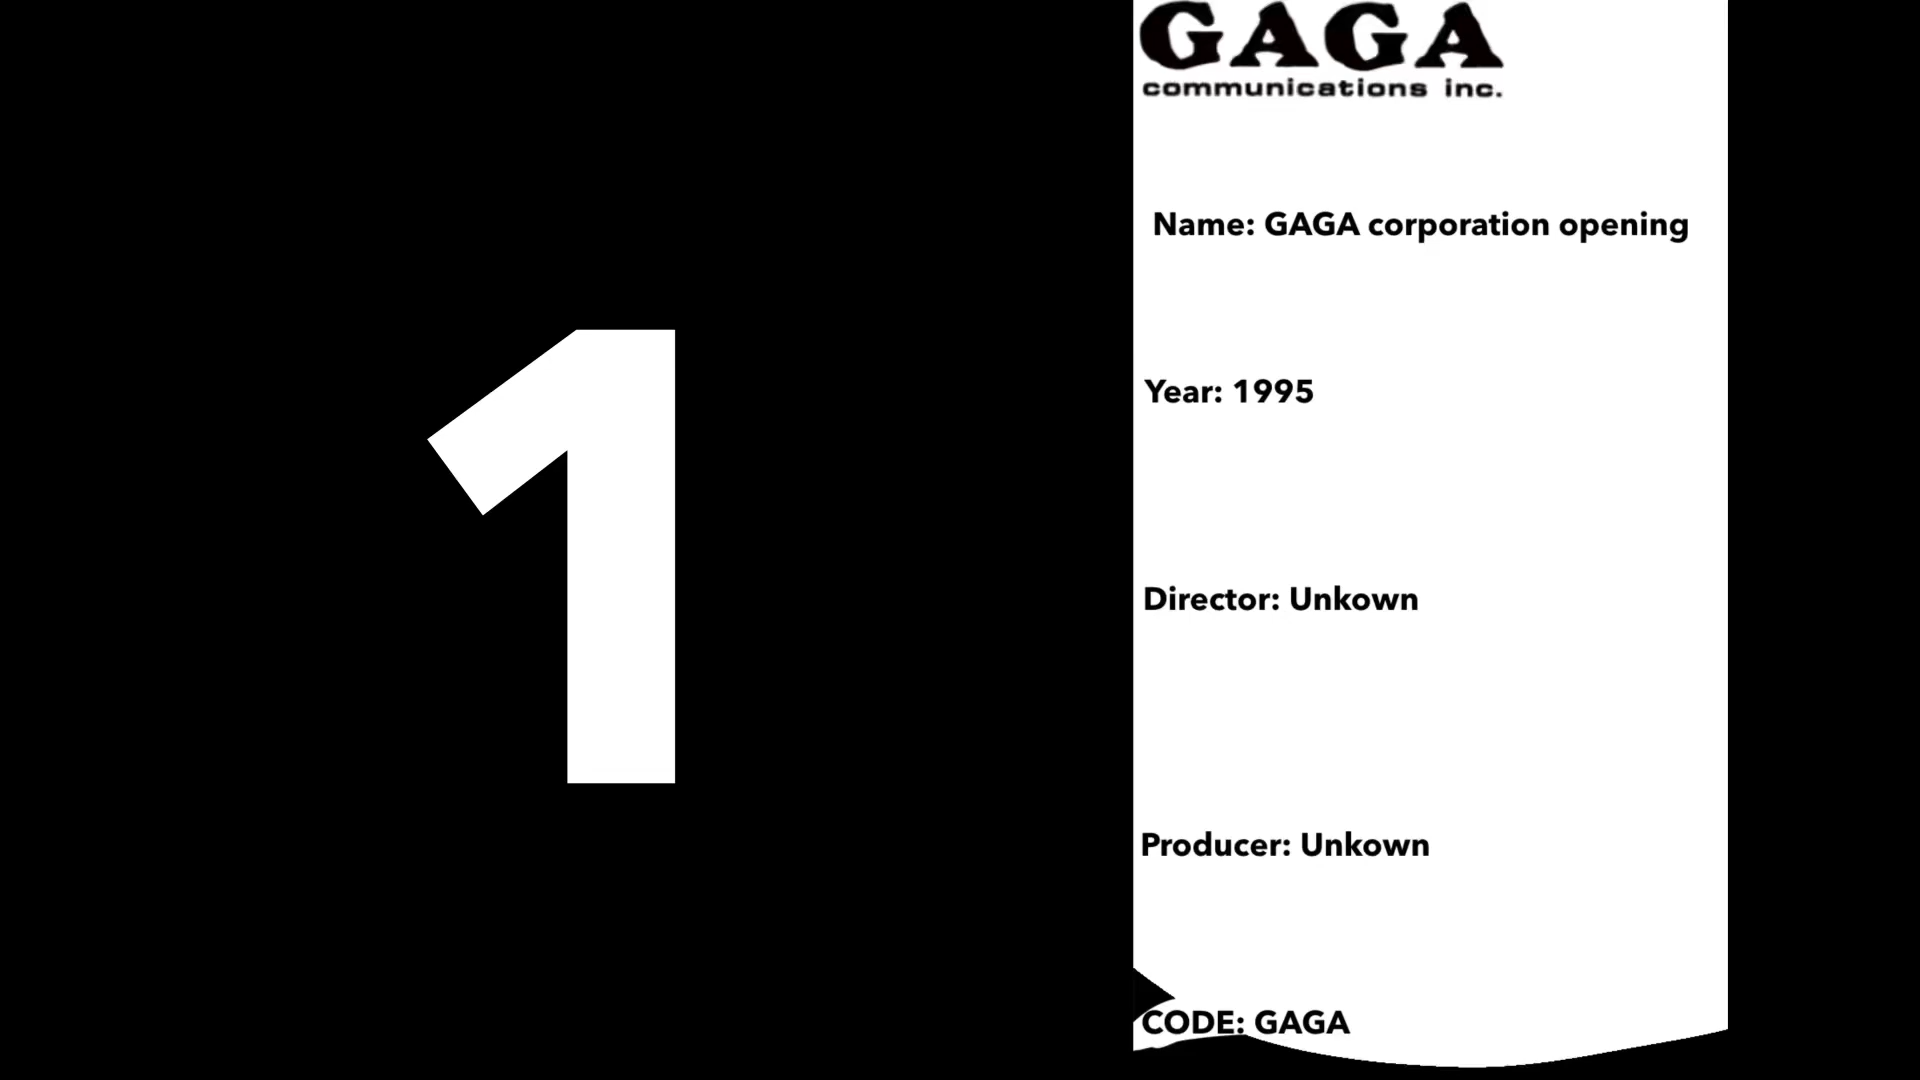 1
GAGA
communications inc.
Name: GAGA corporation opening
Year: 1995
Director: Unkown
Producer: Unkown
CODE: GAGA